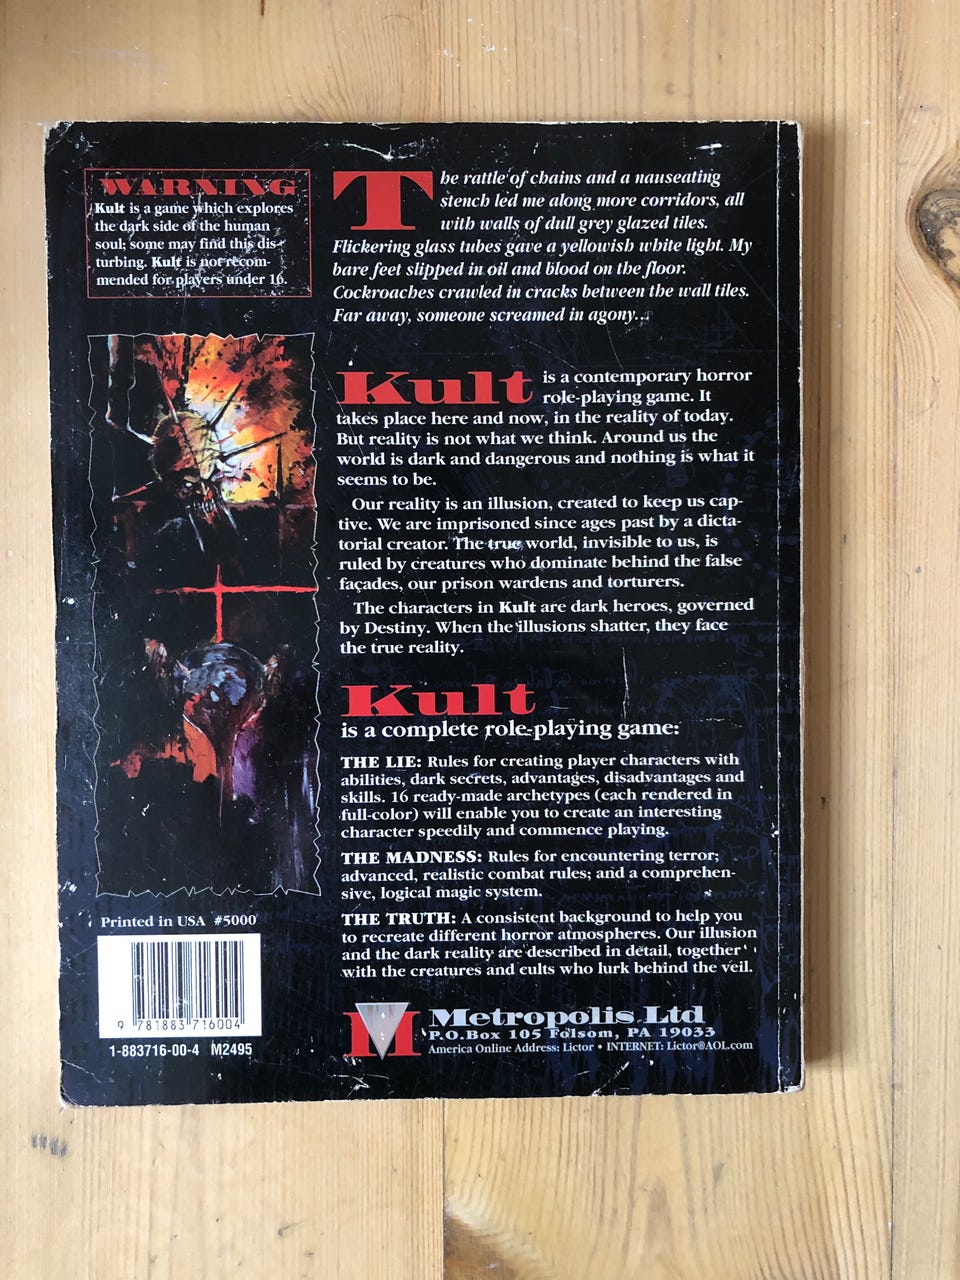 WARNING
Kult is a game which explores
the dark side of the human
soul; some may find this dis-
turbing. Kult is not recom-
mended for players under 16.
The rattle of chains and a nauseating
stench led me along more corridors, all
with walls of dull grey glazed tiles.
Flickering glass tubes gave a yellowish white light. My
bare feet slipped in oil and blood on the floor.
Cockroaches crawled in cracks between the wall tiles.
Far away, someone screamed in agony...
Kult is a contemporary horror
role-playing game. It
takes place here and now, in the reality of today.
But reality is not what we think. Around us the
world is dark and dangerous and nothing is what it
seems to be.
Our reality is an illusion, created to keep us cap-
tive. We are imprisoned since ages past by a dicta-
torial creator. The true world, invisible to us, is
ruled by creatures who dominate behind the false
façades, our prison wardens and torturers.
The characters in Kult are dark heroes, governed
by Destiny. When the illusions shatter, they face
the true reality.
Kult
is a complete role-playing game:
THE LIE: Rules for creating player characters with
abilities, dark secrets, advantages, disadvantages and
skills. 16 ready-made archetypes (each rendered in
full-color) will enable you to create an interesting
character speedily and commence playing.
THE MADNESS: Rules for encountering terror;
advanced, realistic combat rules; and a comprehen-
sive, logical magic system.
THE TRUTH: A consistent background to help you
to recreate different horror atmospheres. Our illusion
and the dark reality are described in detail, together
with the creatures and cults who lurk behind the veil.
Printed in USA #5000
9 781883 716004
1-883716-00-4 M2495
M
Metropolis Ltd
P.O.Box 105 Folsom, PA 19033
America Online Address: Lictor • INTERNET: Lictor@AOL.com